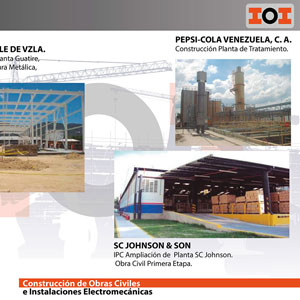 IOI
LE DE VZLA.
anta Guatire,
ura Metálica,
PEPSI-COLA VENEZUELA, C. A.
Construcción Planta de Tratamiento.
SC JOHNSON & SON
IPC Ampliación de Planta SC Johnson.
Obra Civil Primera Etapa.
Construcción de Obras Civiles
e Instalaciones Electromecánicas